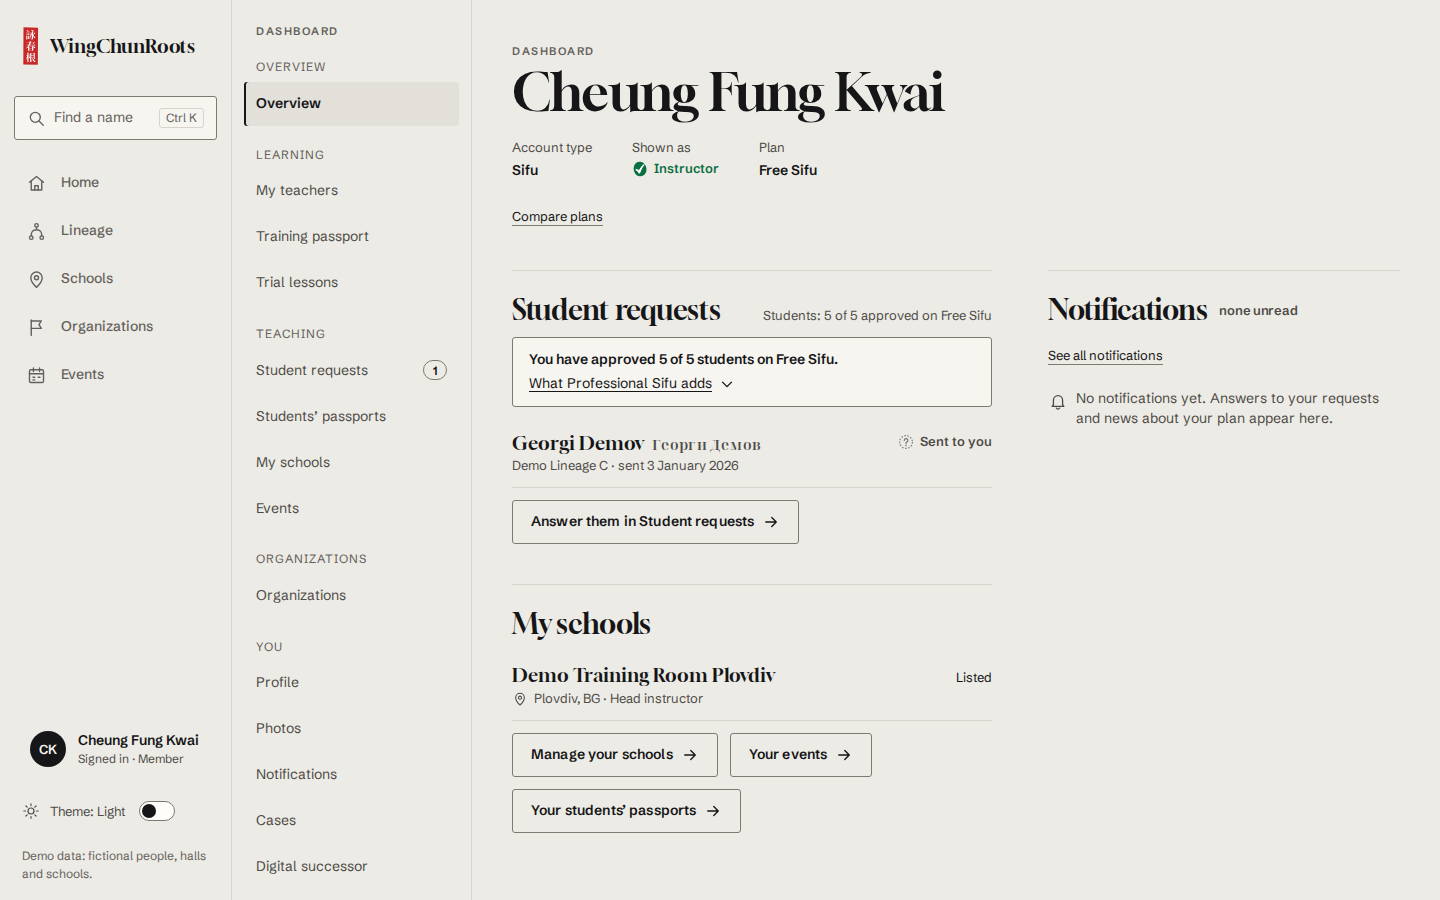 詠春根
WingChunRoots
Find a name
Ctrl K
Home
Lineage
Schools
Organizations
Events
CK
Cheung Fung Kwai
Signed in · Member
Theme: Light
Demo data: fictional people, halls
and schools.
DASHBOARD
OVERVIEW
Overview
LEARNING
My teachers
Training passport
Trial lessons
TEACHING
Student requests 1
Students’ passports
My schools
Events
ORGANIZATIONS
Organizations
YOU
Profile
Photos
Notifications
Cases
Digital successor
DASHBOARD
Cheung Fung Kwai
Account type Shown as Plan
Sifu Instructor Free Sifu
Compare plans
Student requests Students: 5 of 5 approved on Free Sifu
You have approved 5 of 5 students on Free Sifu.
What Professional Sifu adds
Georgi Demov Георги Демов Sent to you
Demo Lineage C · sent 3 January 2026
Answer them in Student requests
My schools
Demo Training Room Plovdiv Listed
Plovdiv, BG · Head instructor
Manage your schools Your events
Your students’ passports
Notifications none unread
See all notifications
No notifications yet. Answers to your requests
and news about your plan appear here.